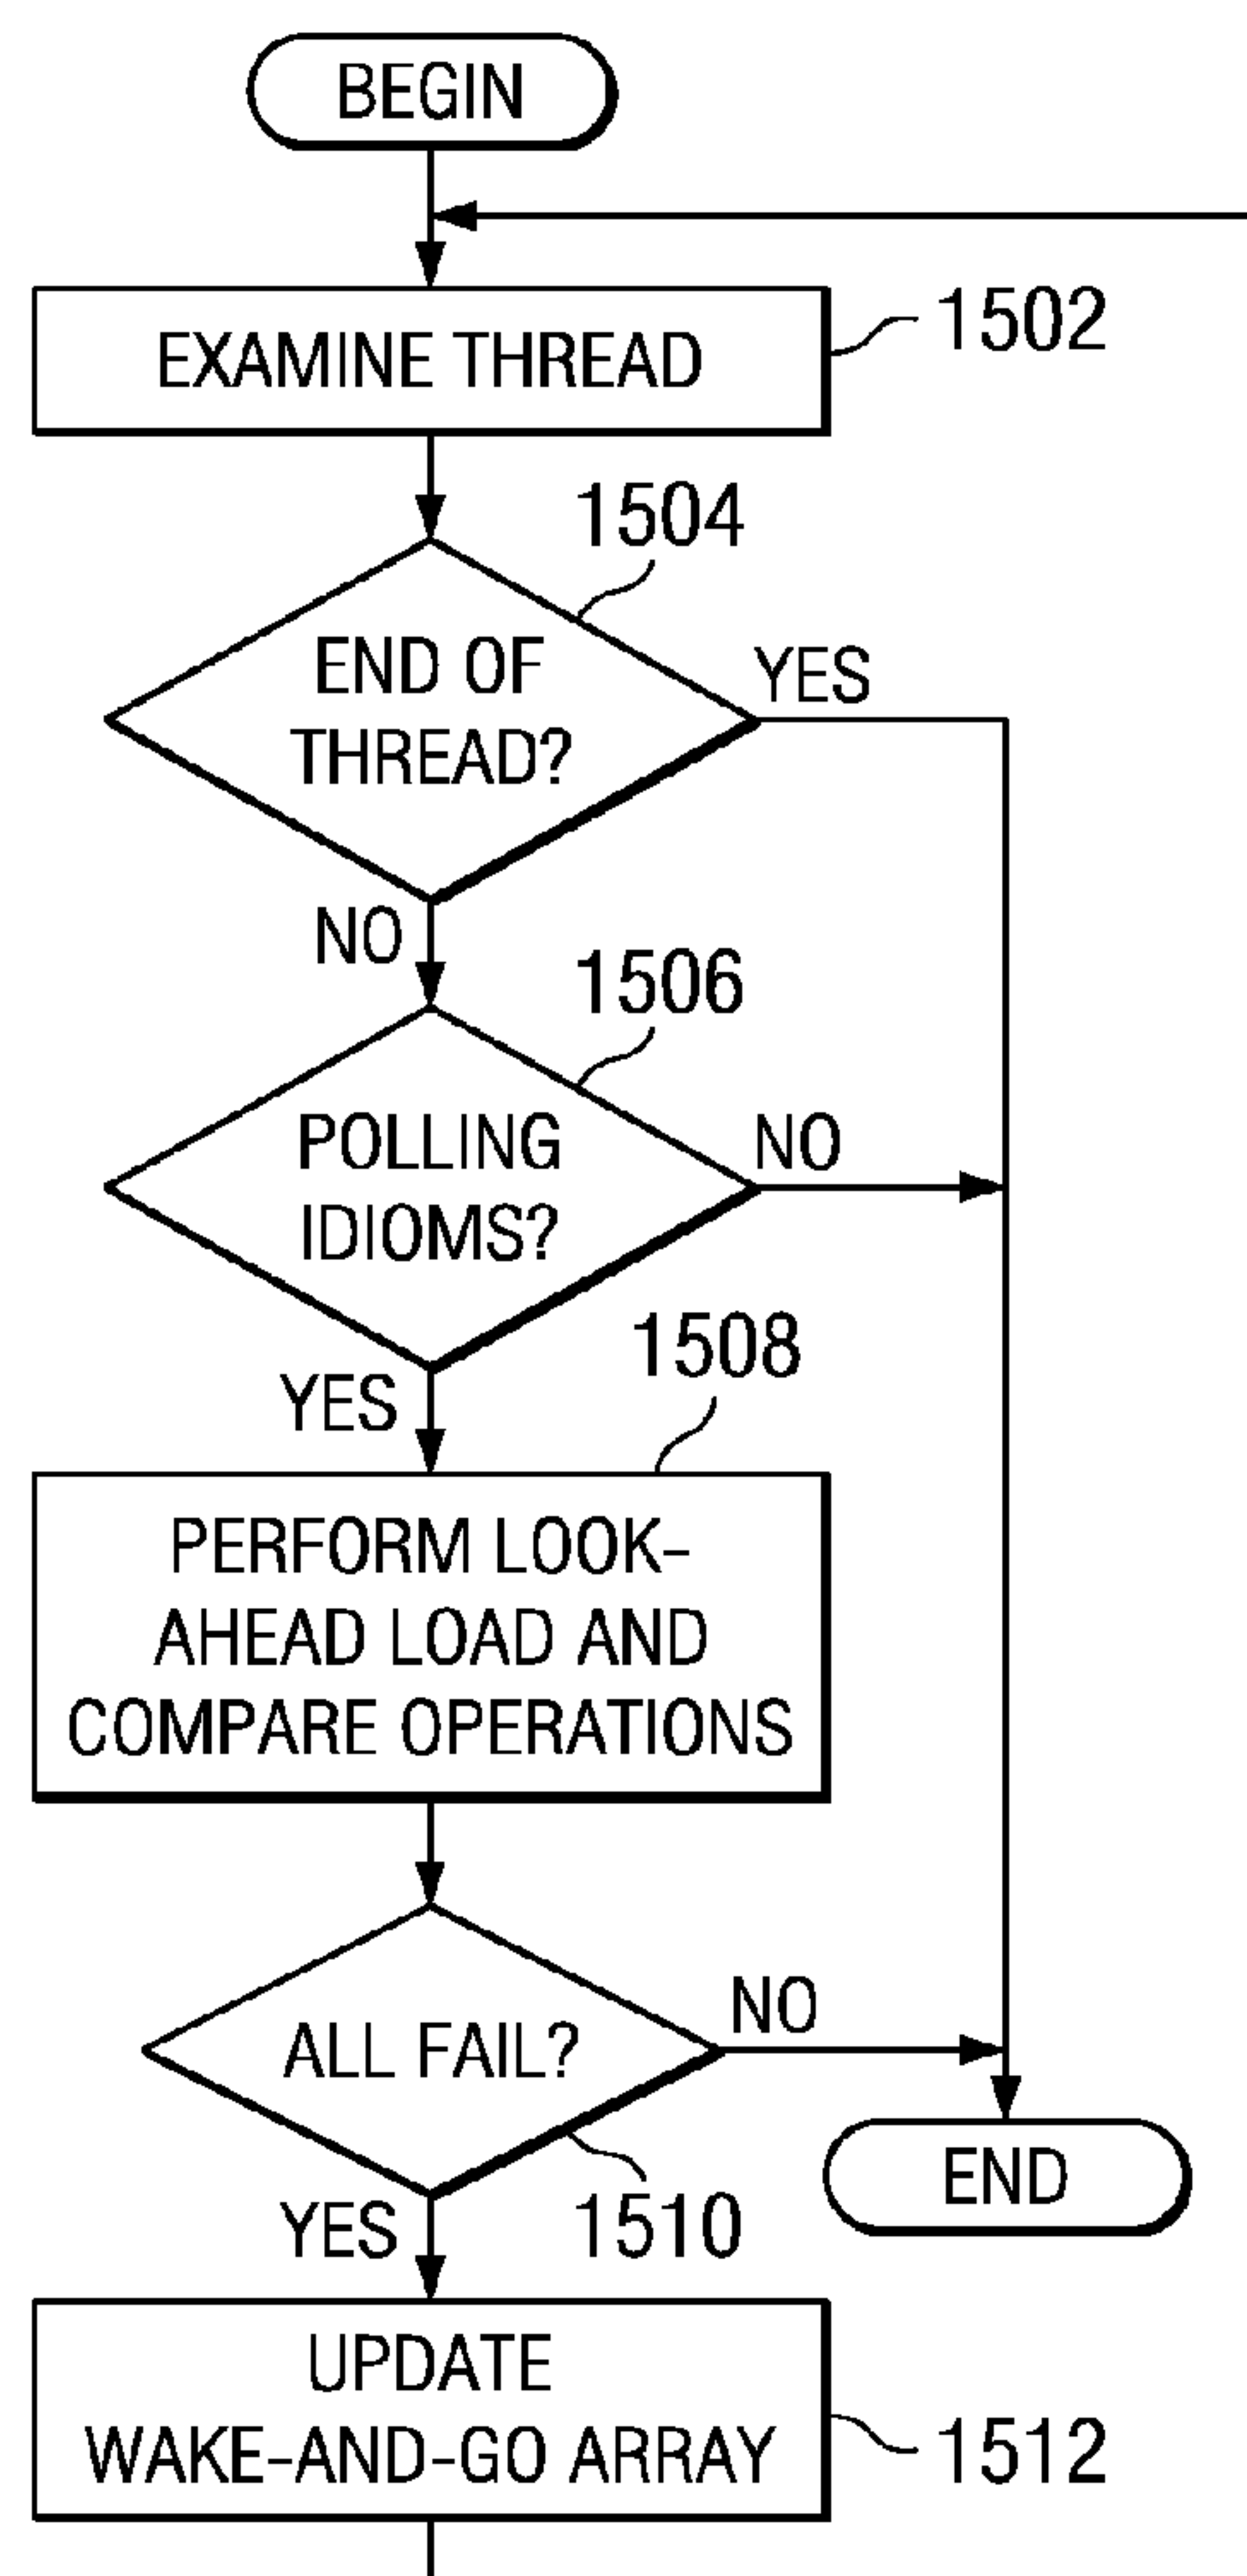 BEGIN
EXAMINE THREAD
1502
1504
END OF
THREAD?
YES
NO
1506
POLLING
IDIOMS?
NO
YES
1508
PERFORM LOOK-
AHEAD LOAD AND
COMPARE OPERATIONS
ALL FAIL?
NO
YES
1510
END
UPDATE
WAKE-AND-GO ARRAY
1512